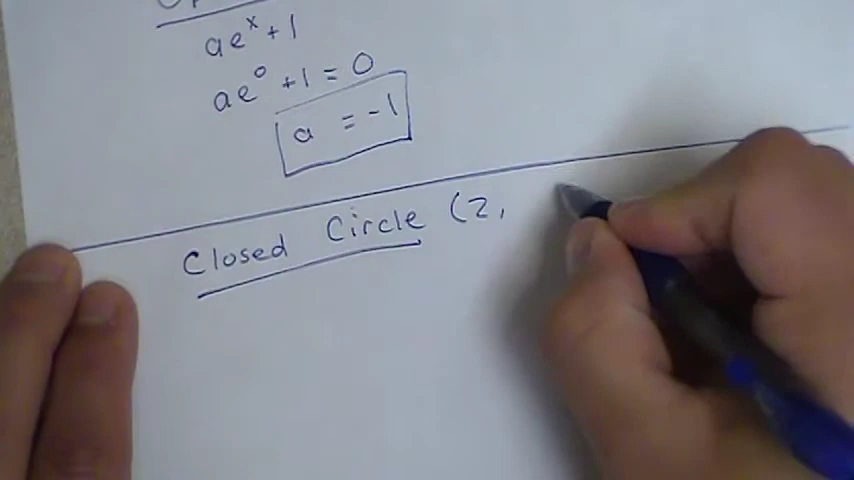 ae^x + 1
ae^0 + 1 = 0
a = -1
Closed Circle (2,